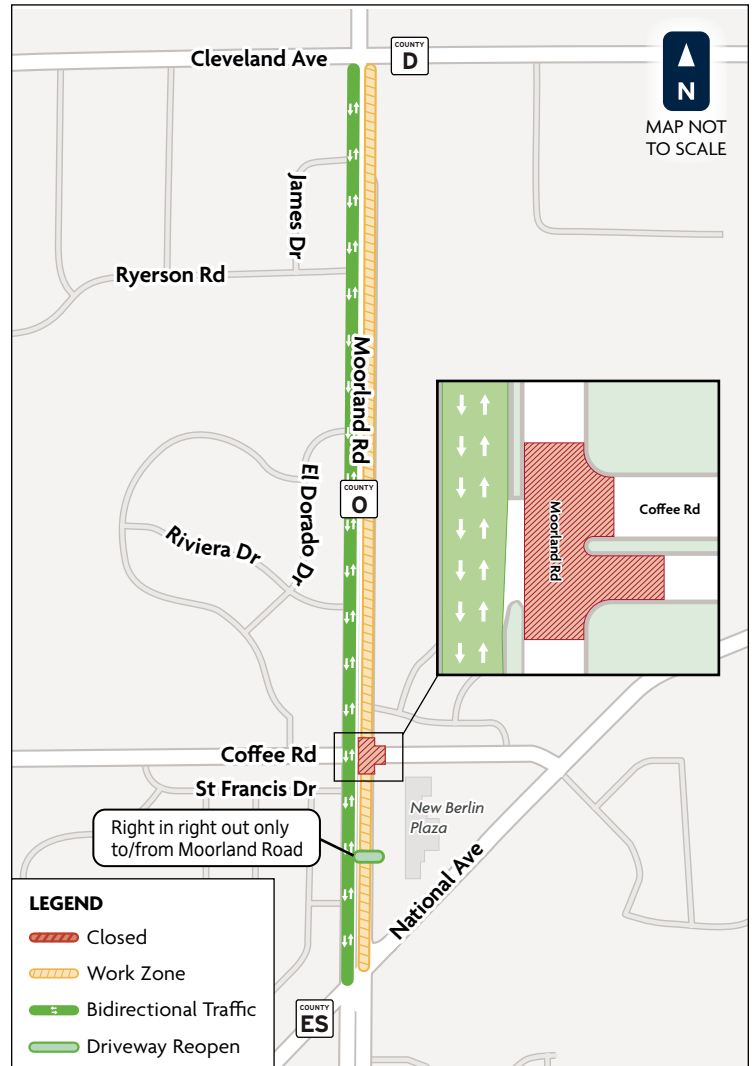 Cleveland Ave
COUNTY
D
N
MAP NOT
TO SCALE
James Dr
Ryerson Rd
Moorland Rd
El Dorado Dr
COUNTY
O
Riviera Dr
Moorland Rd
Coffee Rd
Coffee Rd
St Francis Dr
New Berlin
Plaza
Right in right out only
to/from Moorland Road
National Ave
LEGEND
Closed
Work Zone
Bidirectional Traffic
Driveway Reopen
COUNTY
ES